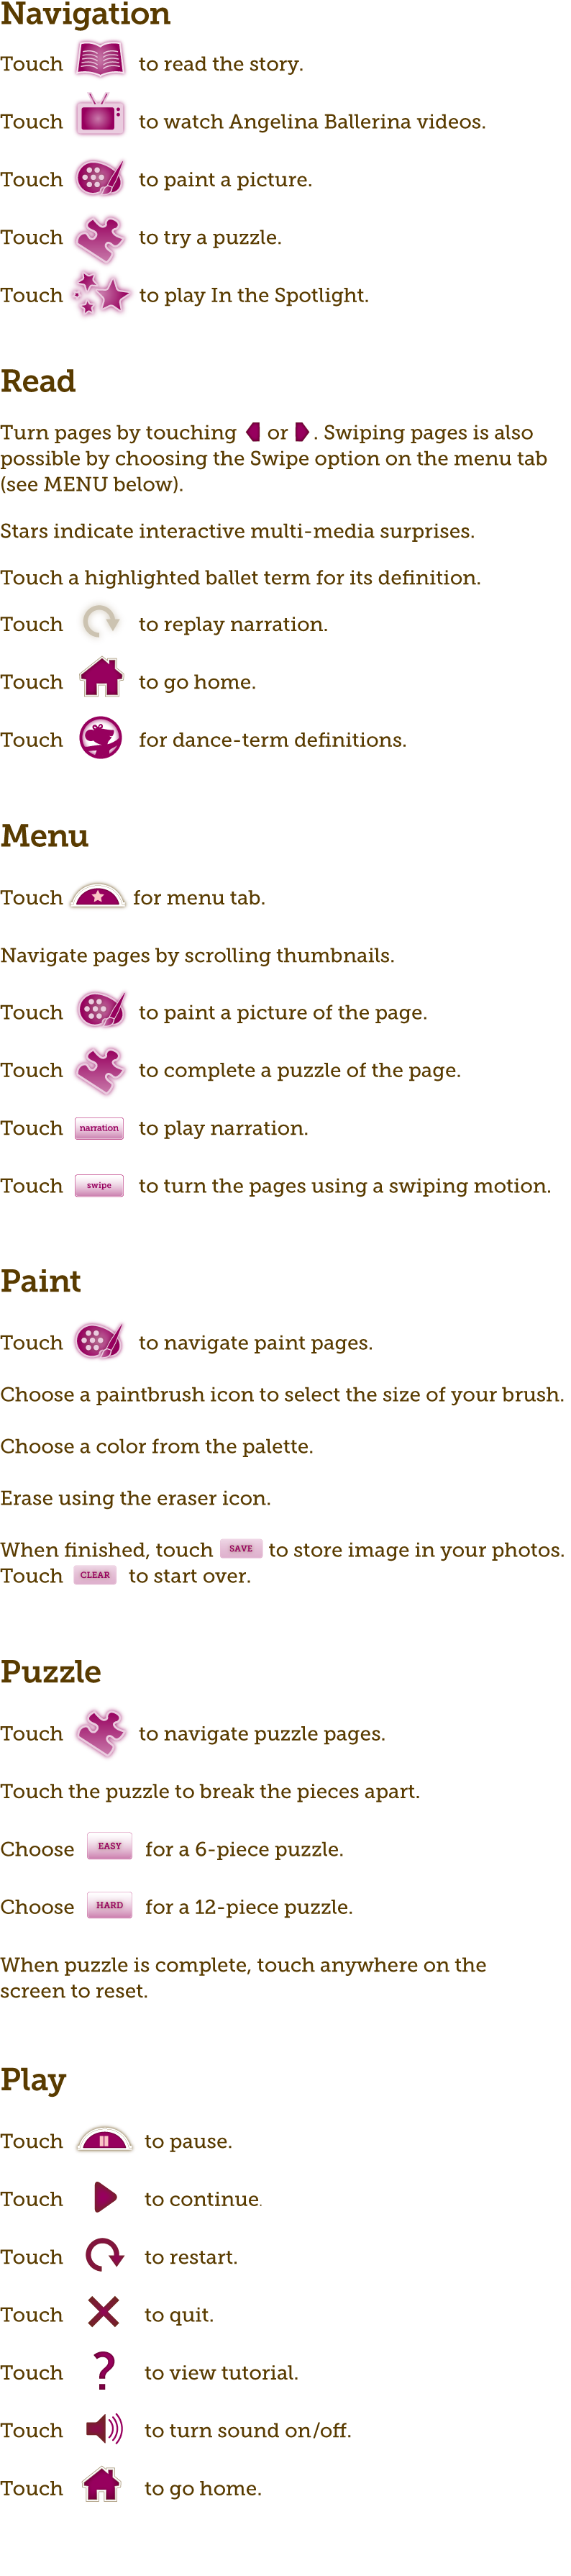 Navigation
Touch to read the story.
Touch to watch Angelina Ballerina videos.
Touch to paint a picture.
Touch to try a puzzle.
Touch to play In the Spotlight.
Read
Turn pages by touching or . Swiping pages is also
possible by choosing the Swipe option on the menu tab
(see MENU below).
Stars indicate interactive multi-media surprises.
Touch a highlighted ballet term for its definition.
Touch to replay narration.
Touch to go home.
Touch for dance-term definitions.
Menu
Touch for menu tab.
Navigate pages by scrolling thumbnails.
Touch to paint a picture of the page.
Touch to complete a puzzle of the page.
Touch narration to play narration.
Touch swipe to turn the pages using a swiping motion.
Paint
Touch to navigate paint pages.
Choose a paintbrush icon to select the size of your brush.
Choose a color from the palette.
Erase using the eraser icon.
When finished, touch SAVE to store image in your photos.
Touch CLEAR to start over.
Puzzle
Touch to navigate puzzle pages.
Touch the puzzle to break the pieces apart.
Choose EASY for a 6-piece puzzle.
Choose HARD for a 12-piece puzzle.
When puzzle is complete, touch anywhere on the
screen to reset.
Play
Touch to pause.
Touch to continue.
Touch to restart.
Touch to quit.
Touch ? to view tutorial.
Touch to turn sound on/off.
Touch to go home.